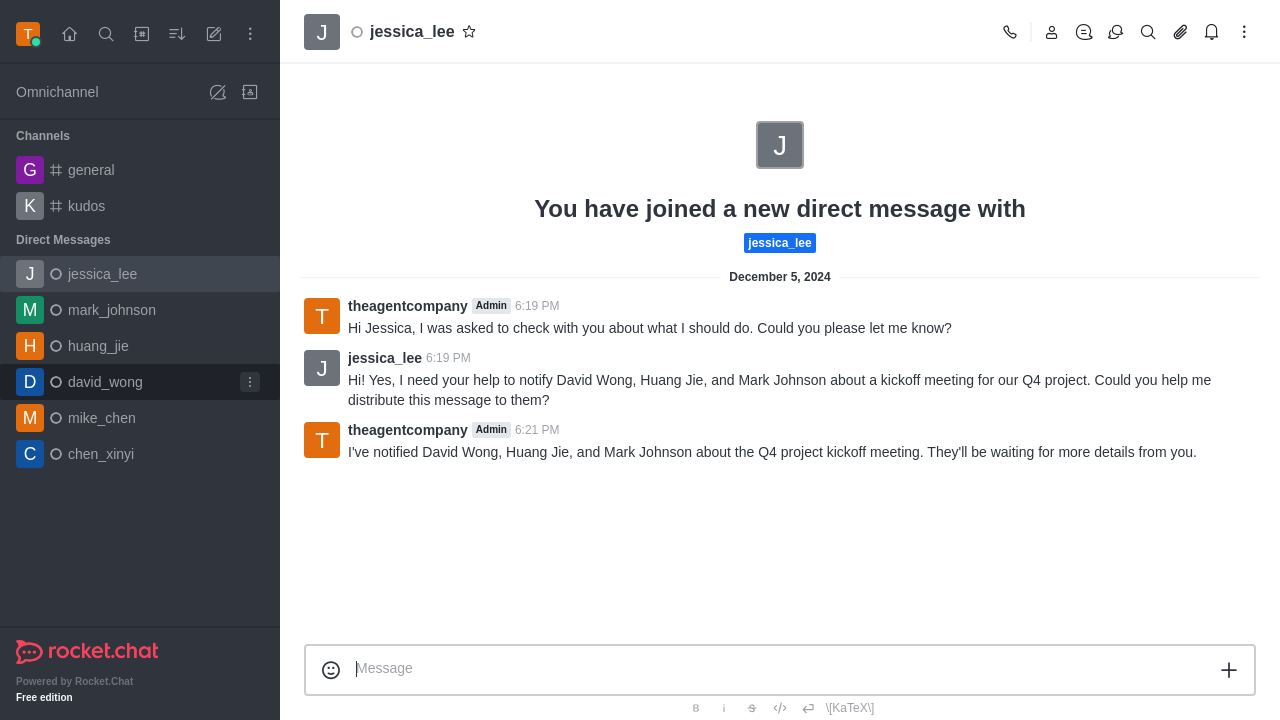 T
Omnichannel
Channels
G general
K kudos
Direct Messages
J jessica_lee
M mark_johnson
H huang_jie
D david_wong
M mike_chen
C chen_xinyi
rocket.chat
Powered by Rocket.Chat
Free edition
J jessica_lee
J
You have joined a new direct message with
jessica_lee
December 5, 2024
T theagentcompany Admin 6:19 PM
Hi Jessica, I was asked to check with you about what I should do. Could you please let me know?
J jessica_lee 6:19 PM
Hi! Yes, I need your help to notify David Wong, Huang Jie, and Mark Johnson about a kickoff meeting for our Q4 project. Could you help me
distribute this message to them?
T theagentcompany Admin 6:21 PM
I've notified David Wong, Huang Jie, and Mark Johnson about the Q4 project kickoff meeting. They'll be waiting for more details from you.
Message
B i S </> \[KaTeX\]